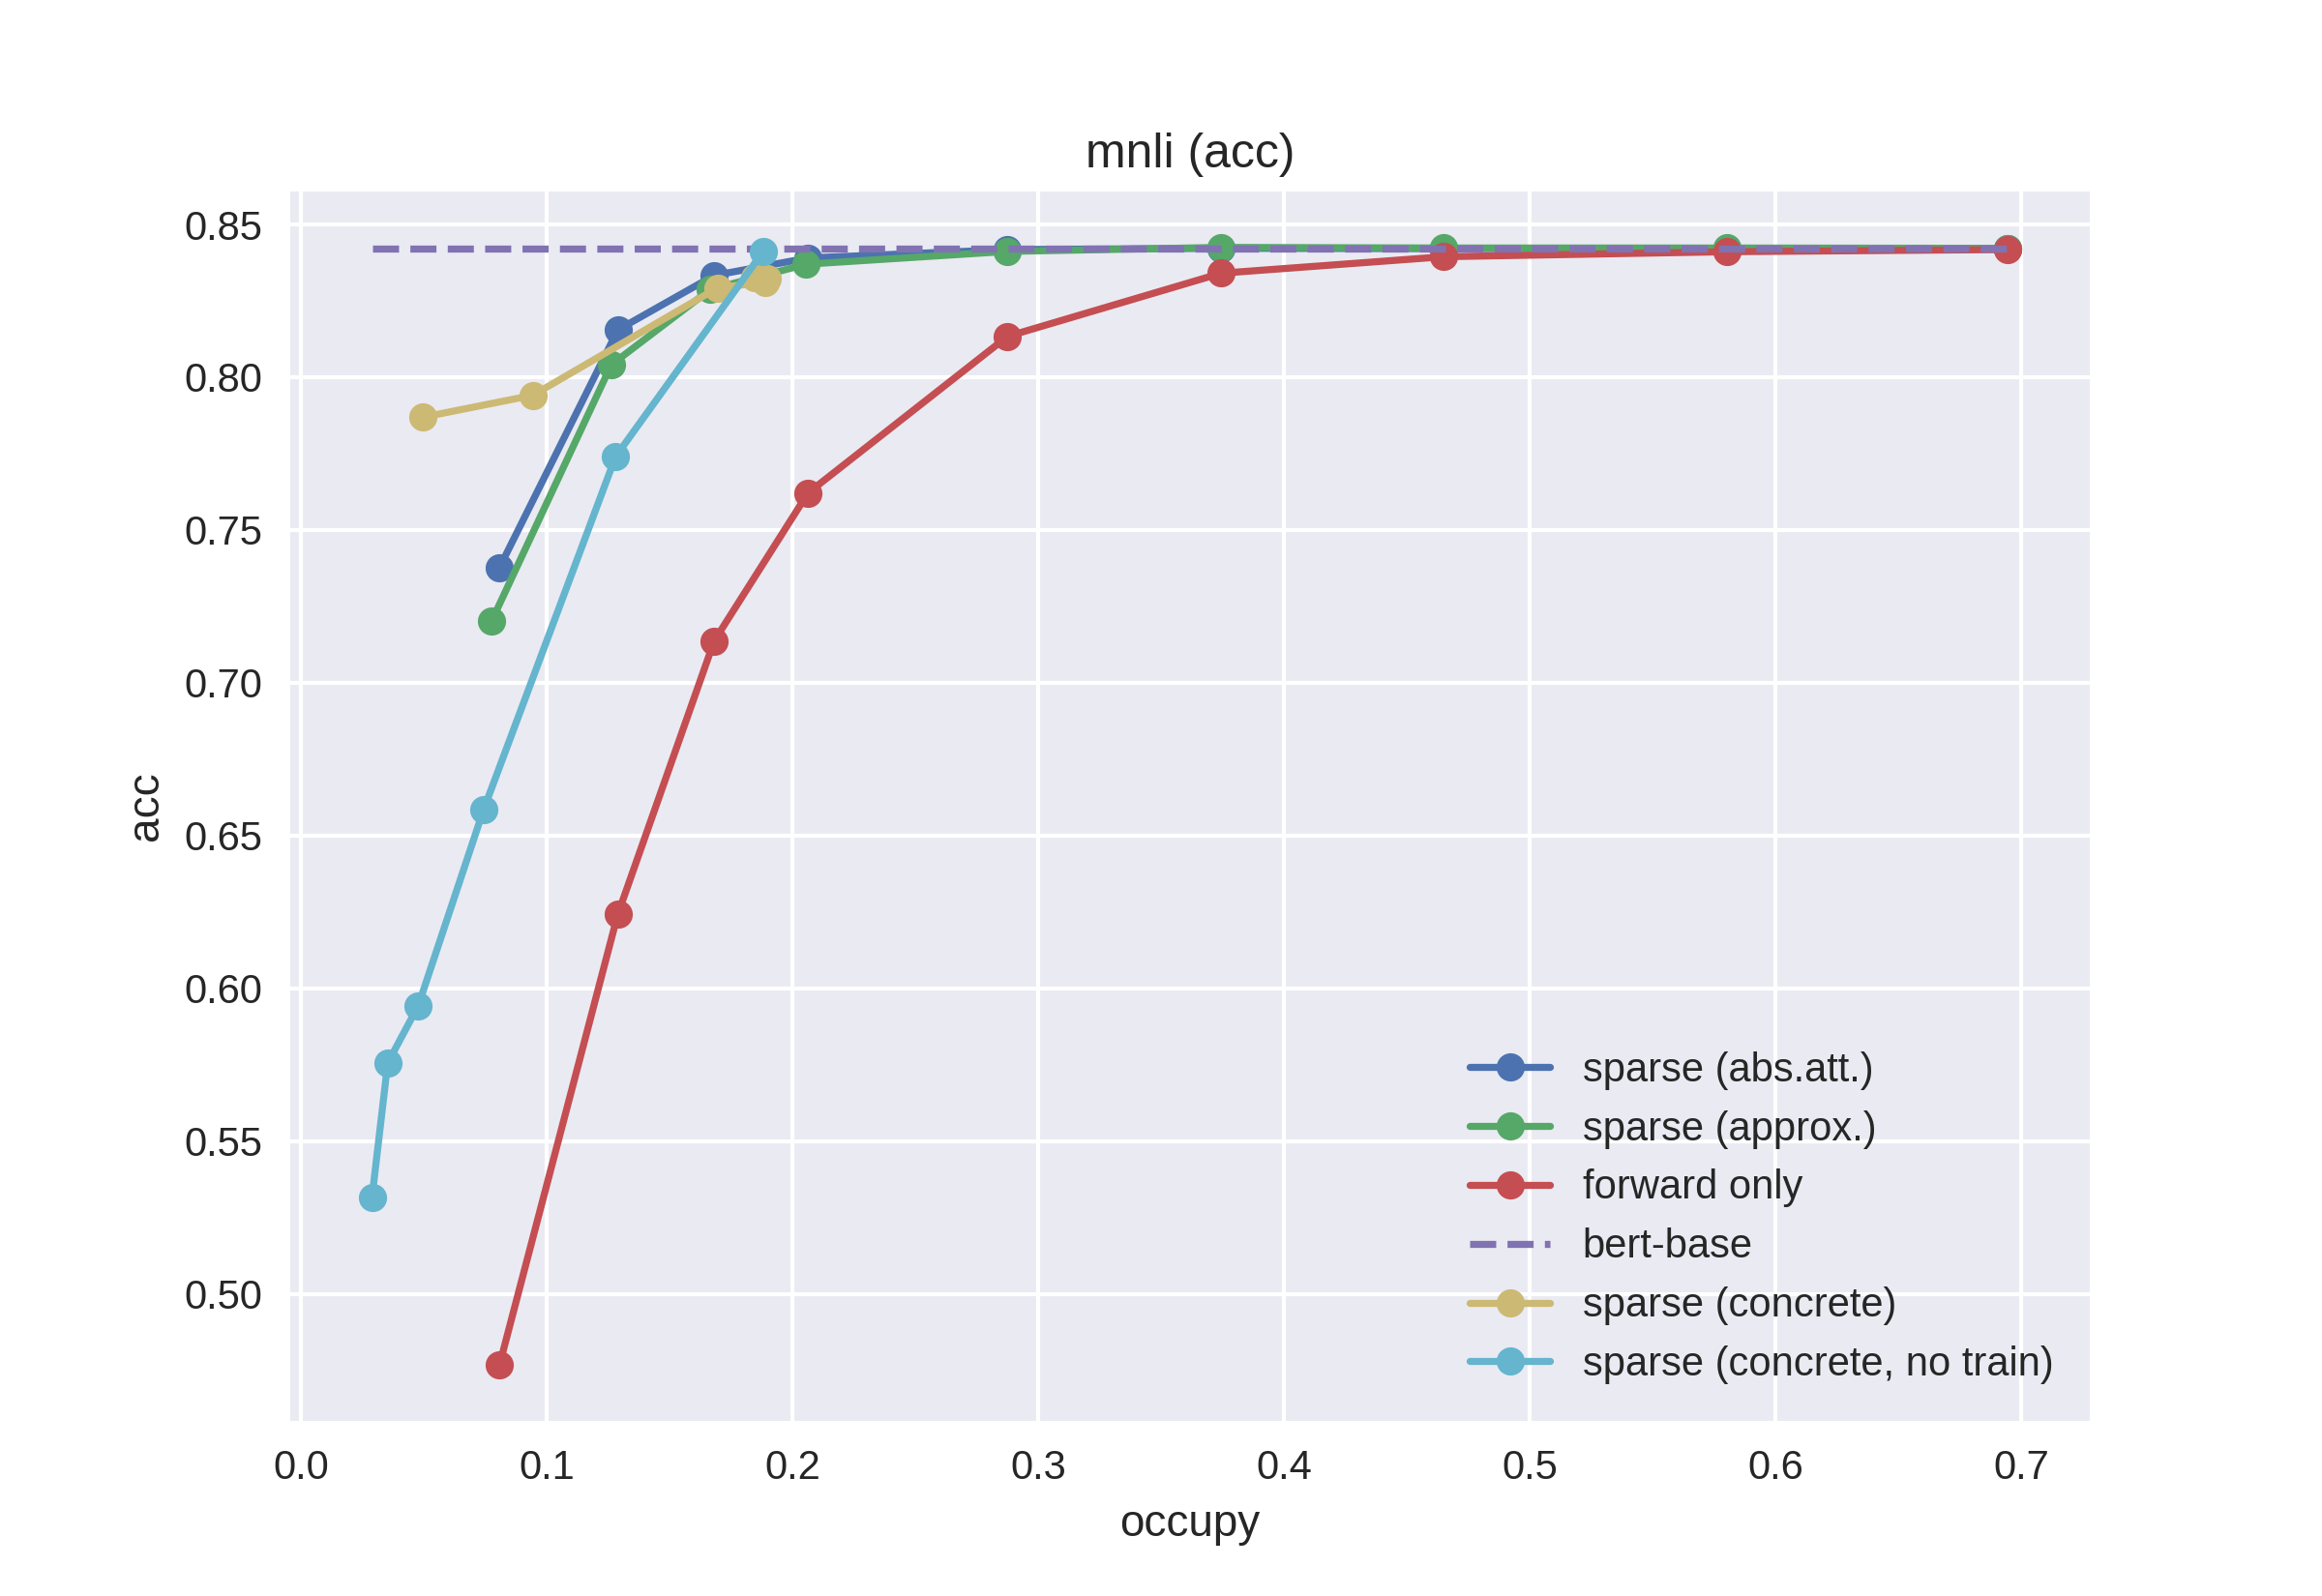 mnli (acc)
0.85
0.80
0.75
0.70
0.65
0.60
0.55
0.50
acc
sparse (abs.att.)
sparse (approx.)
forward only
bert-base
sparse (concrete)
sparse (concrete, no train)
0.0 0.1 0.2 0.3 0.4 0.5 0.6 0.7
occupy